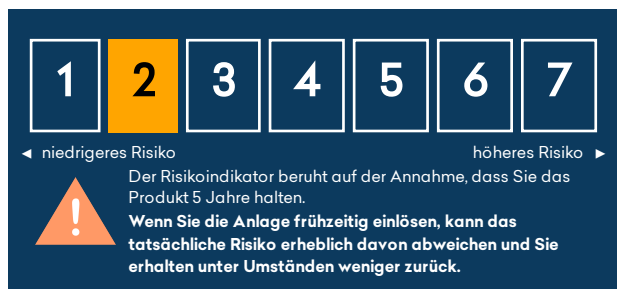 1 2 3 4 5 6 7
◄ niedrigeres Risiko höheres Risiko ►
Der Risikoindikator beruht auf der Annahme, dass Sie das
Produkt 5 Jahre halten.
Wenn Sie die Anlage frühzeitig einlösen, kann das
tatsächliche Risiko erheblich davon abweichen und Sie
erhalten unter Umständen weniger zurück.